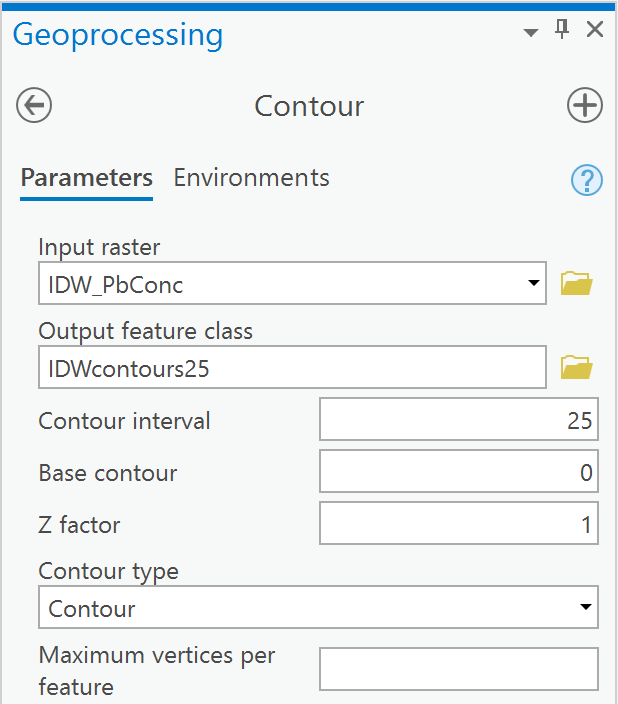 Geoprocessing
Contour
Parameters Environments
?
Input raster
IDW_PbConc
Output feature class
IDWcontours25
Contour interval 25
Base contour 0
Z factor 1
Contour type
Contour
Maximum vertices per
feature